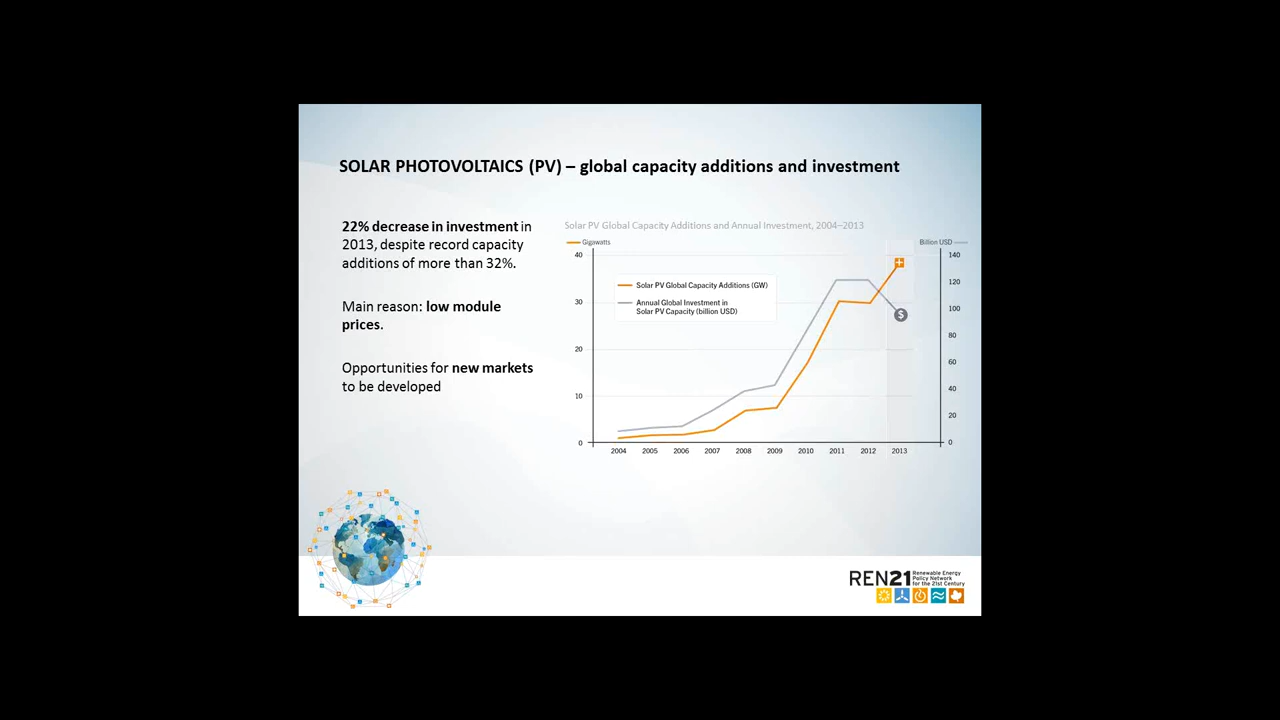 SOLAR PHOTOVOLTAICS (PV) – global capacity additions and investment
22% decrease in investment in
2013, despite record capacity
additions of more than 32%.
Main reason: low module
prices.
Opportunities for new markets
to be developed
Solar PV Global Capacity Additions and Annual Investment, 2004–2013
Gigawatts
Billion USD
40
30
20
10
0
Solar PV Global Capacity Additions (GW)
Annual Global Investment in
Solar PV Capacity (billion USD)
+
$
140
120
100
80
60
40
20
0
2004 2005 2006 2007 2008 2009 2010 2011 2012 2013
REN21 Renewable Energy
Policy Network
for the 21st Century